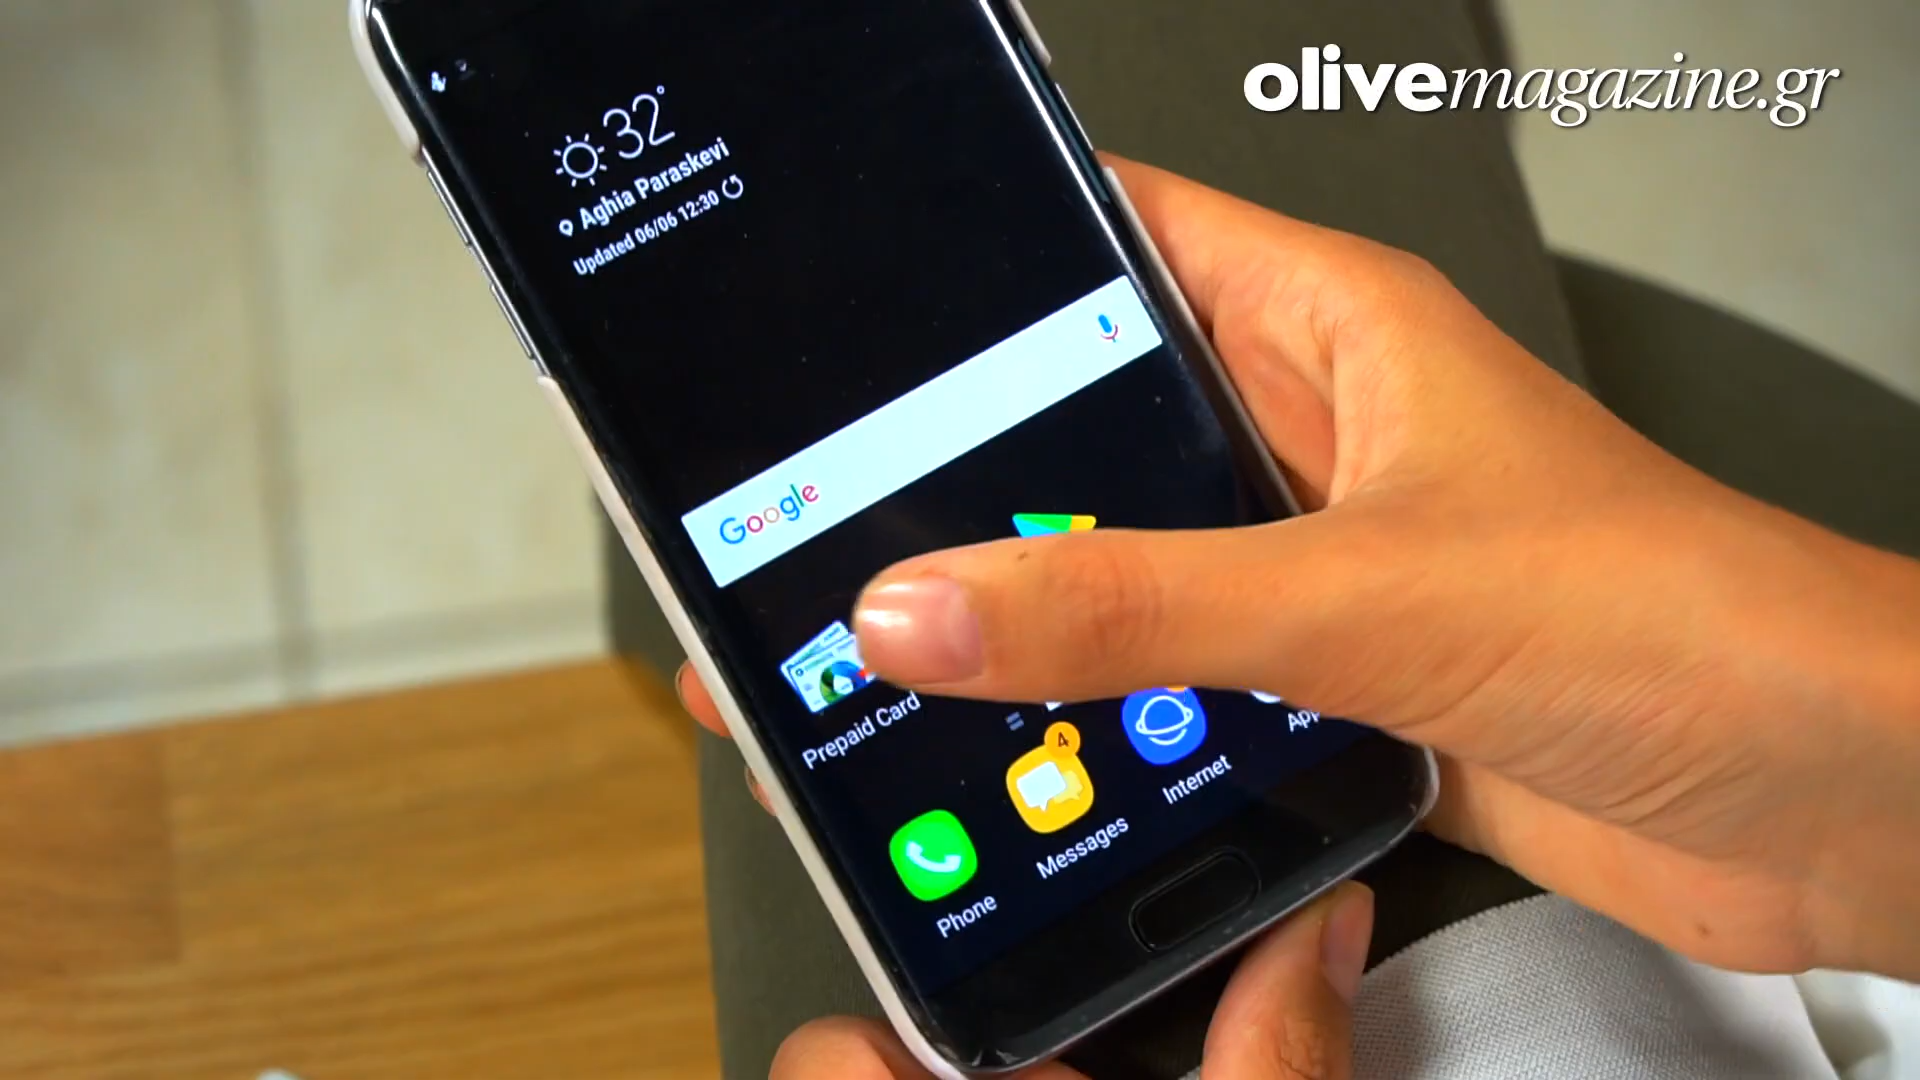 olivemagazine.gr
32°
Aghia Paraskevi
Updated 06/06 12:30
Google
Prepaid Card
4
Internet
Messages
Phone